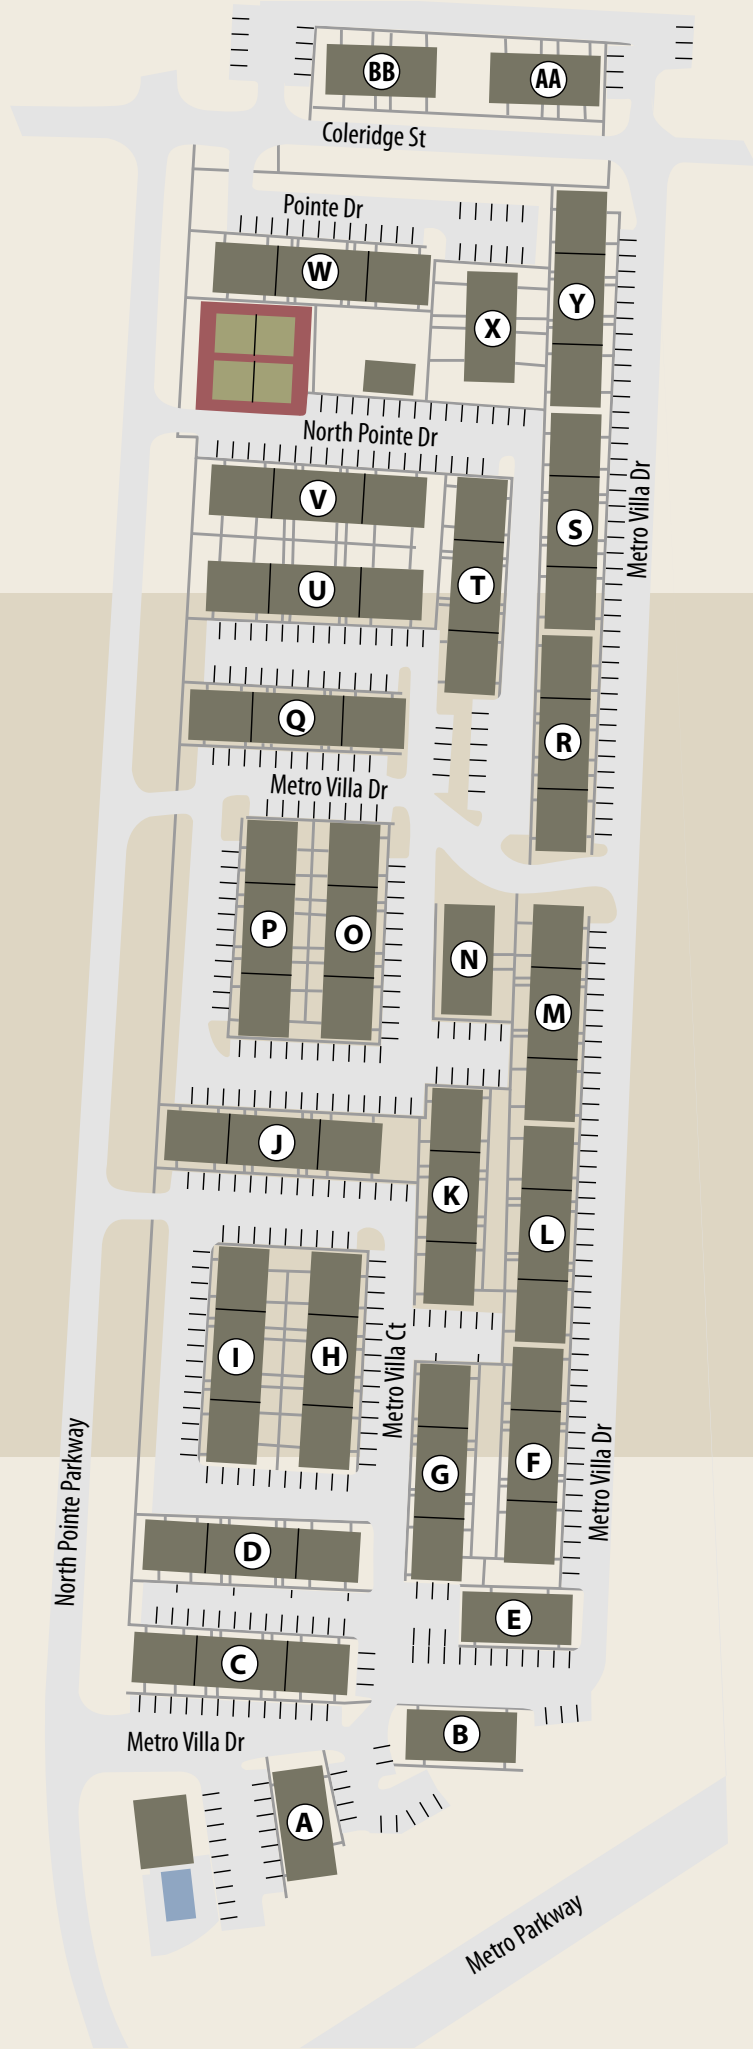 BB
AA
Coleridge St
Pointe Dr
W
Y
X
North Pointe Dr
V
S
Metro Villa Dr
T
U
Q
R
Metro Villa Dr
P
O
N
M
J
K
L
I
H
Metro Villa Ct
G
F
Metro Villa Dr
North Pointe Parkway
D
E
C
B
Metro Villa Dr
A
Metro Parkway